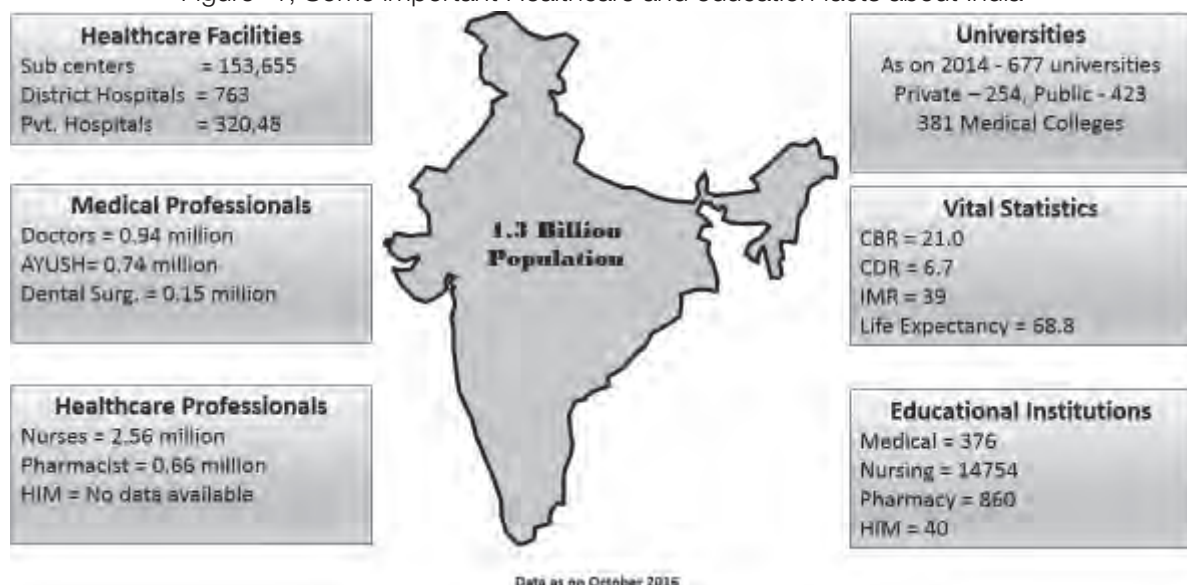 Figure -1, Some important Healthcare and education facts about India
Healthcare Facilities
Sub centers = 153,655
District Hospitals = 763
Pvt. Hospitals = 320,48
Medical Professionals
Doctors = 0.94 million
AYUSH= 0.74 million
Dental Surg. = 0.15 million
Healthcare Professionals
Nurses = 2.56 million
Pharmacist = 0.66 million
HIM = No data available
1.3 Billion
Population
Universities
As on 2014 - 677 universities
Private – 254, Public - 423
381 Medical Colleges
Vital Statistics
CBR = 21.0
CDR = 6.7
IMR = 39
Life Expectancy = 68.8
Educational Institutions
Medical = 376
Nursing = 14754
Pharmacy = 860
HIM = 40
Data as on October 2016